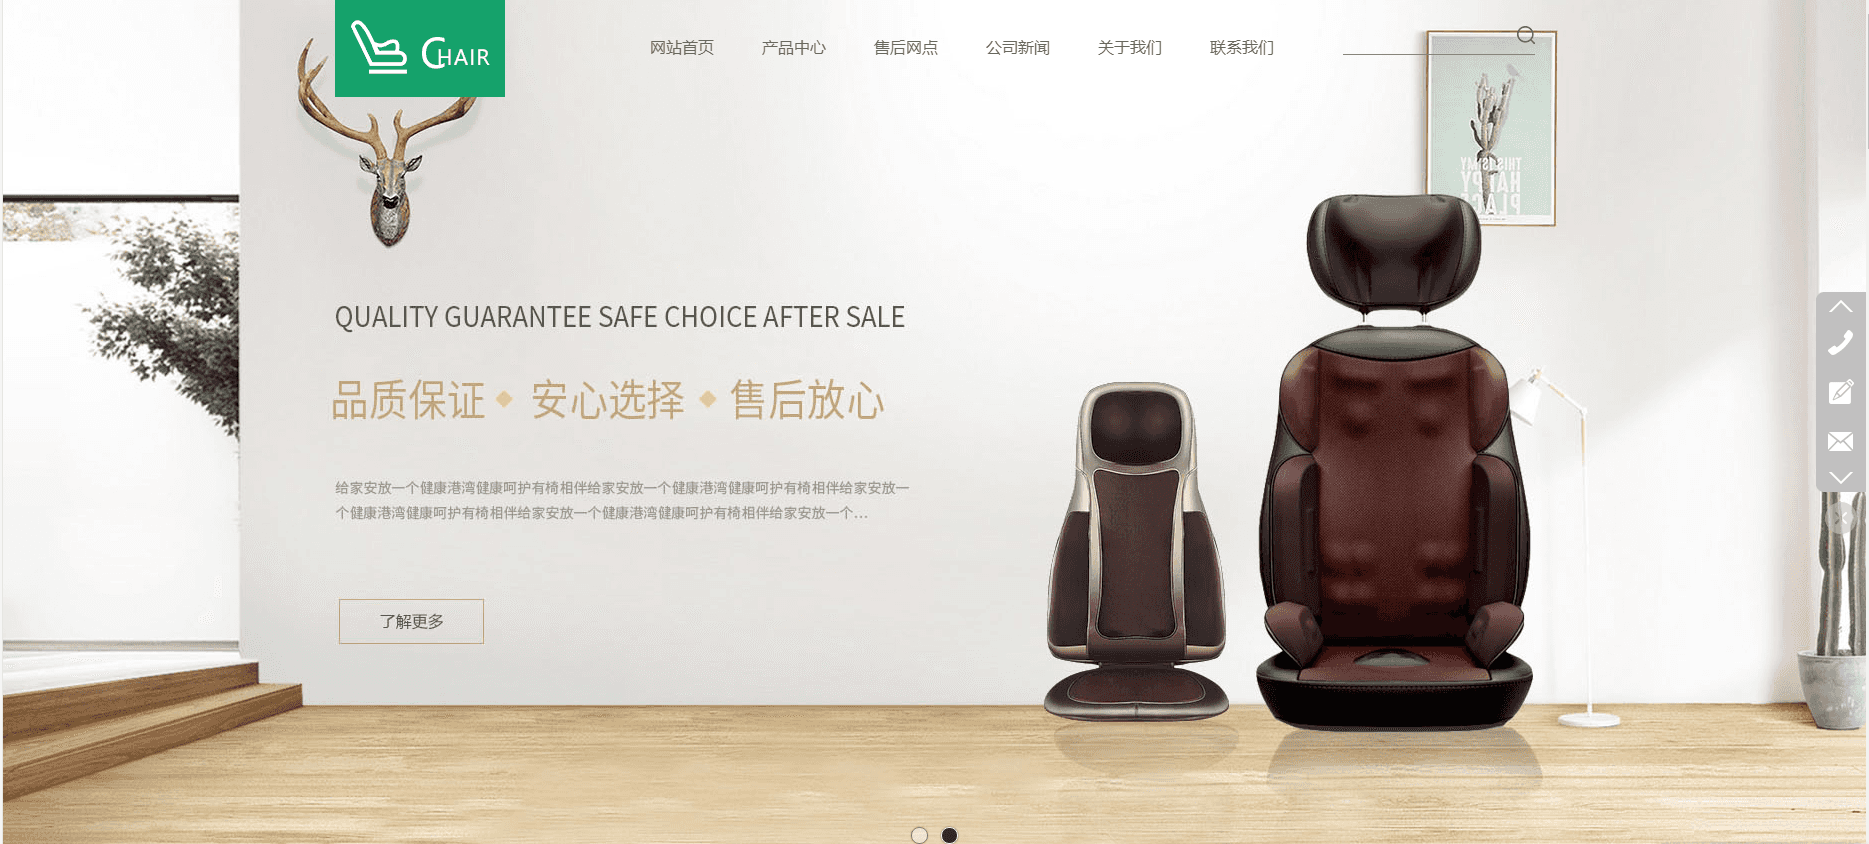 CHAIR
网站首页 产品中心 售后网点 公司新闻 关于我们 联系我们
THIS IS MY
HAPPY
PLACE
QUALITY GUARANTEE SAFE CHOICE AFTER SALE
品质保证 ◆ 安心选择 ◆ 售后放心
给家安放一个健康港湾健康呵护有椅相伴给家安放一个健康港湾健康呵护有椅相伴给家安放一
个健康港湾健康呵护有椅相伴给家安放一个健康港湾健康呵护有椅相伴给家安放一个...
了解更多